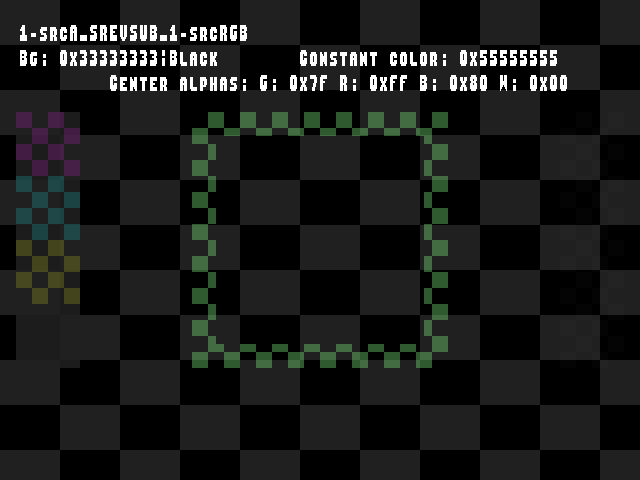 1-srcA_SREVSUB_1-srcRGB
Bg: 0x33333333;Black Constant color: 0x55555555
Center alphas: G: 0x7f R: 0xff B: 0x80 W: 0x00